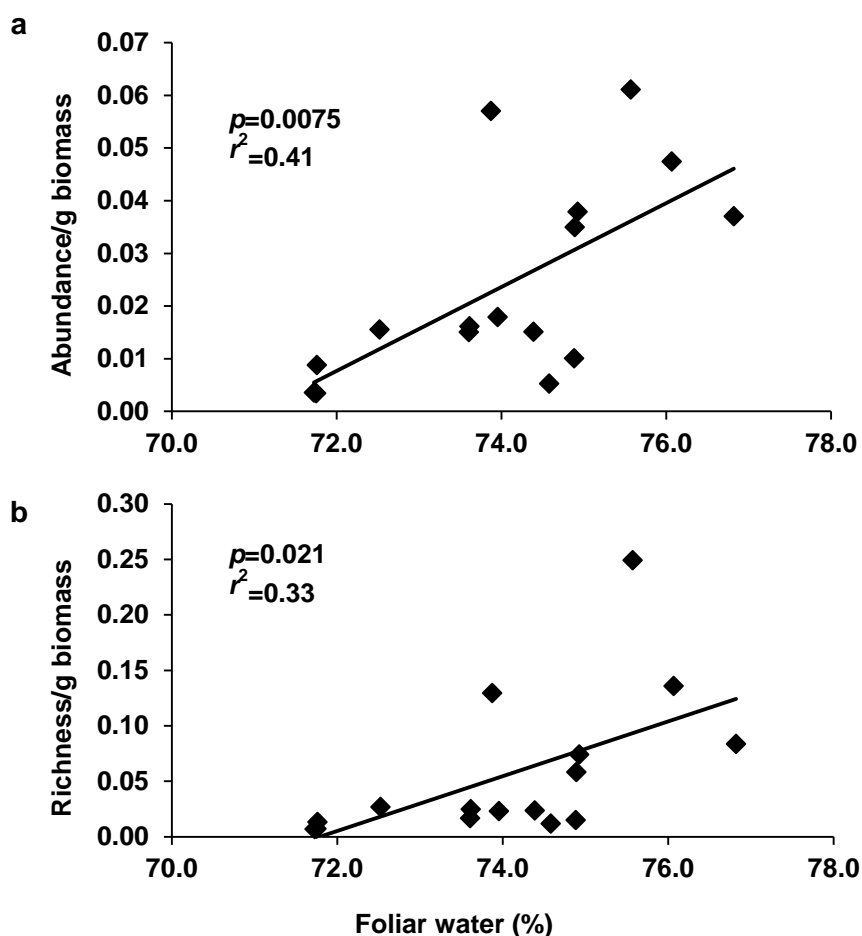 a
Abundance/g biomass
0.07
0.06
0.05
0.04
0.03
0.02
0.01
0.00
p=0.0075
r²=0.41
70.0 72.0 74.0 76.0 78.0
b
Richness/g biomass
0.30
0.25
0.20
0.15
0.10
0.05
0.00
p=0.021
r²=0.33
70.0 72.0 74.0 76.0 78.0
Foliar water (%)